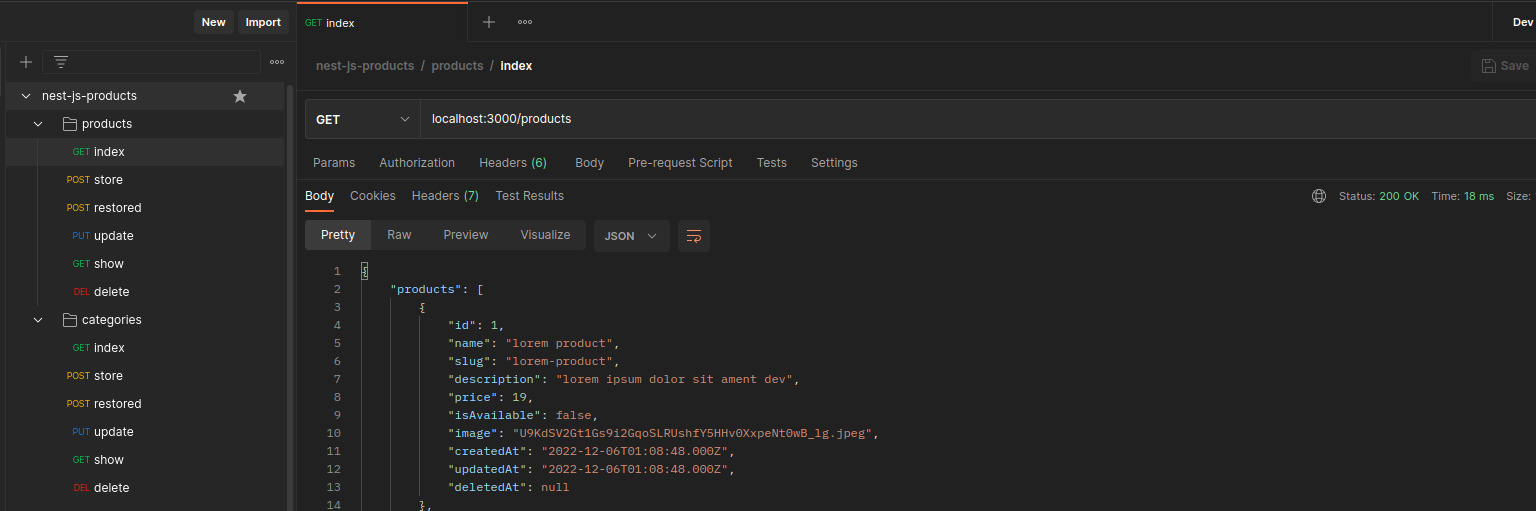 New Import
GET index
Dev
nest-js-products / products / index
Save
nest-js-products
products
GET index
POST store
POST restored
PUT update
GET show
DEL delete
categories
GET index
POST store
POST restored
PUT update
GET show
DEL delete
GET localhost:3000/products
Params Authorization Headers (6) Body Pre-request Script Tests Settings
Body Cookies Headers (7) Test Results Status: 200 OK Time: 18 ms Size:
Pretty Raw Preview Visualize JSON
1 {
2 "products": [
3 {
4 "id": 1,
5 "name": "lorem product",
6 "slug": "lorem-product",
7 "description": "lorem ipsum dolor sit ament dev",
8 "price": 19,
9 "isAvailable": false,
10 "image": "U9KdSV2Gt1Gs9i2GqoSLRUshfY5HHv0XxpeNt0wB_lg.jpeg",
11 "createdAt": "2022-12-06T01:08:48.000Z",
12 "updatedAt": "2022-12-06T01:08:48.000Z",
13 "deletedAt": null
14 },